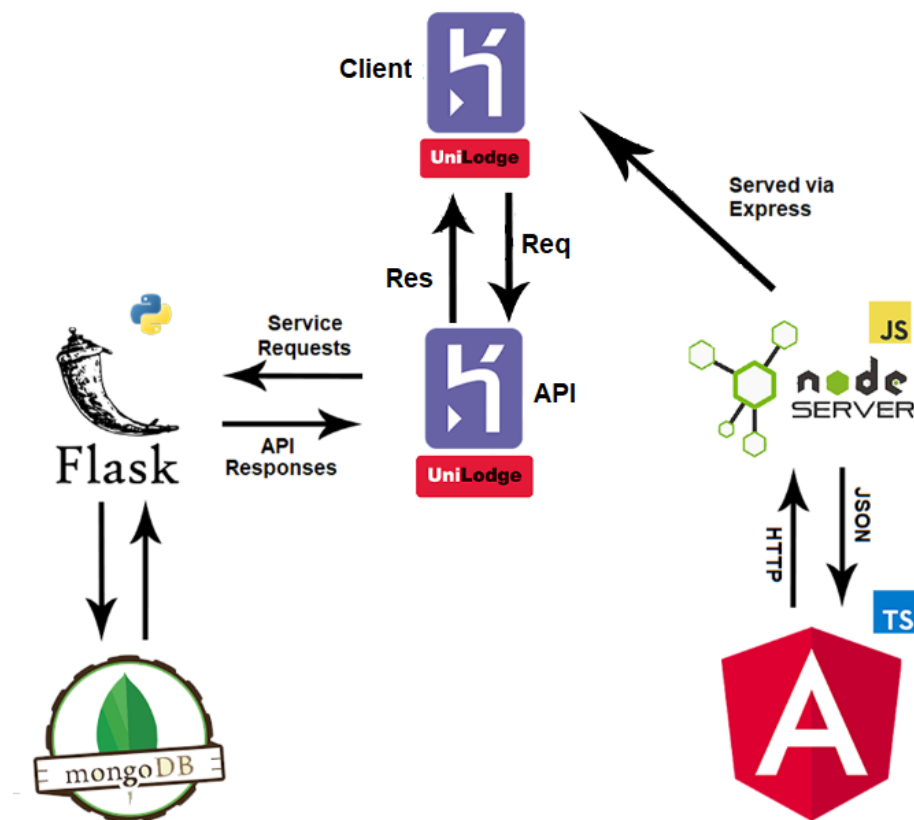 Client
UniLodge
Served via
Express
Res
Req
JS
Service
Requests
node
SERVER
API
Flask
API
Responses
UniLodge
HTTP
JSON
TS
mongoDB
A